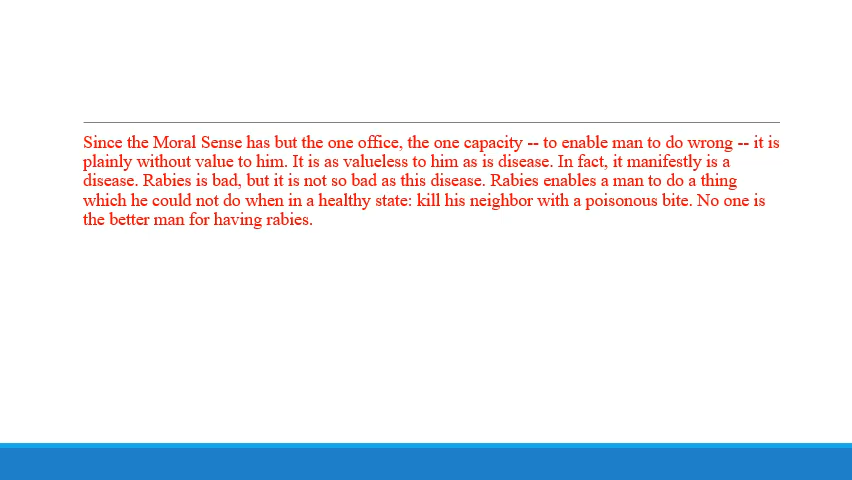 Since the Moral Sense has but the one office, the one capacity -- to enable man to do wrong -- it is
plainly without value to him. It is as valueless to him as is disease. In fact, it manifestly is a
disease. Rabies is bad, but it is not so bad as this disease. Rabies enables a man to do a thing
which he could not do when in a healthy state: kill his neighbor with a poisonous bite. No one is
the better man for having rabies.